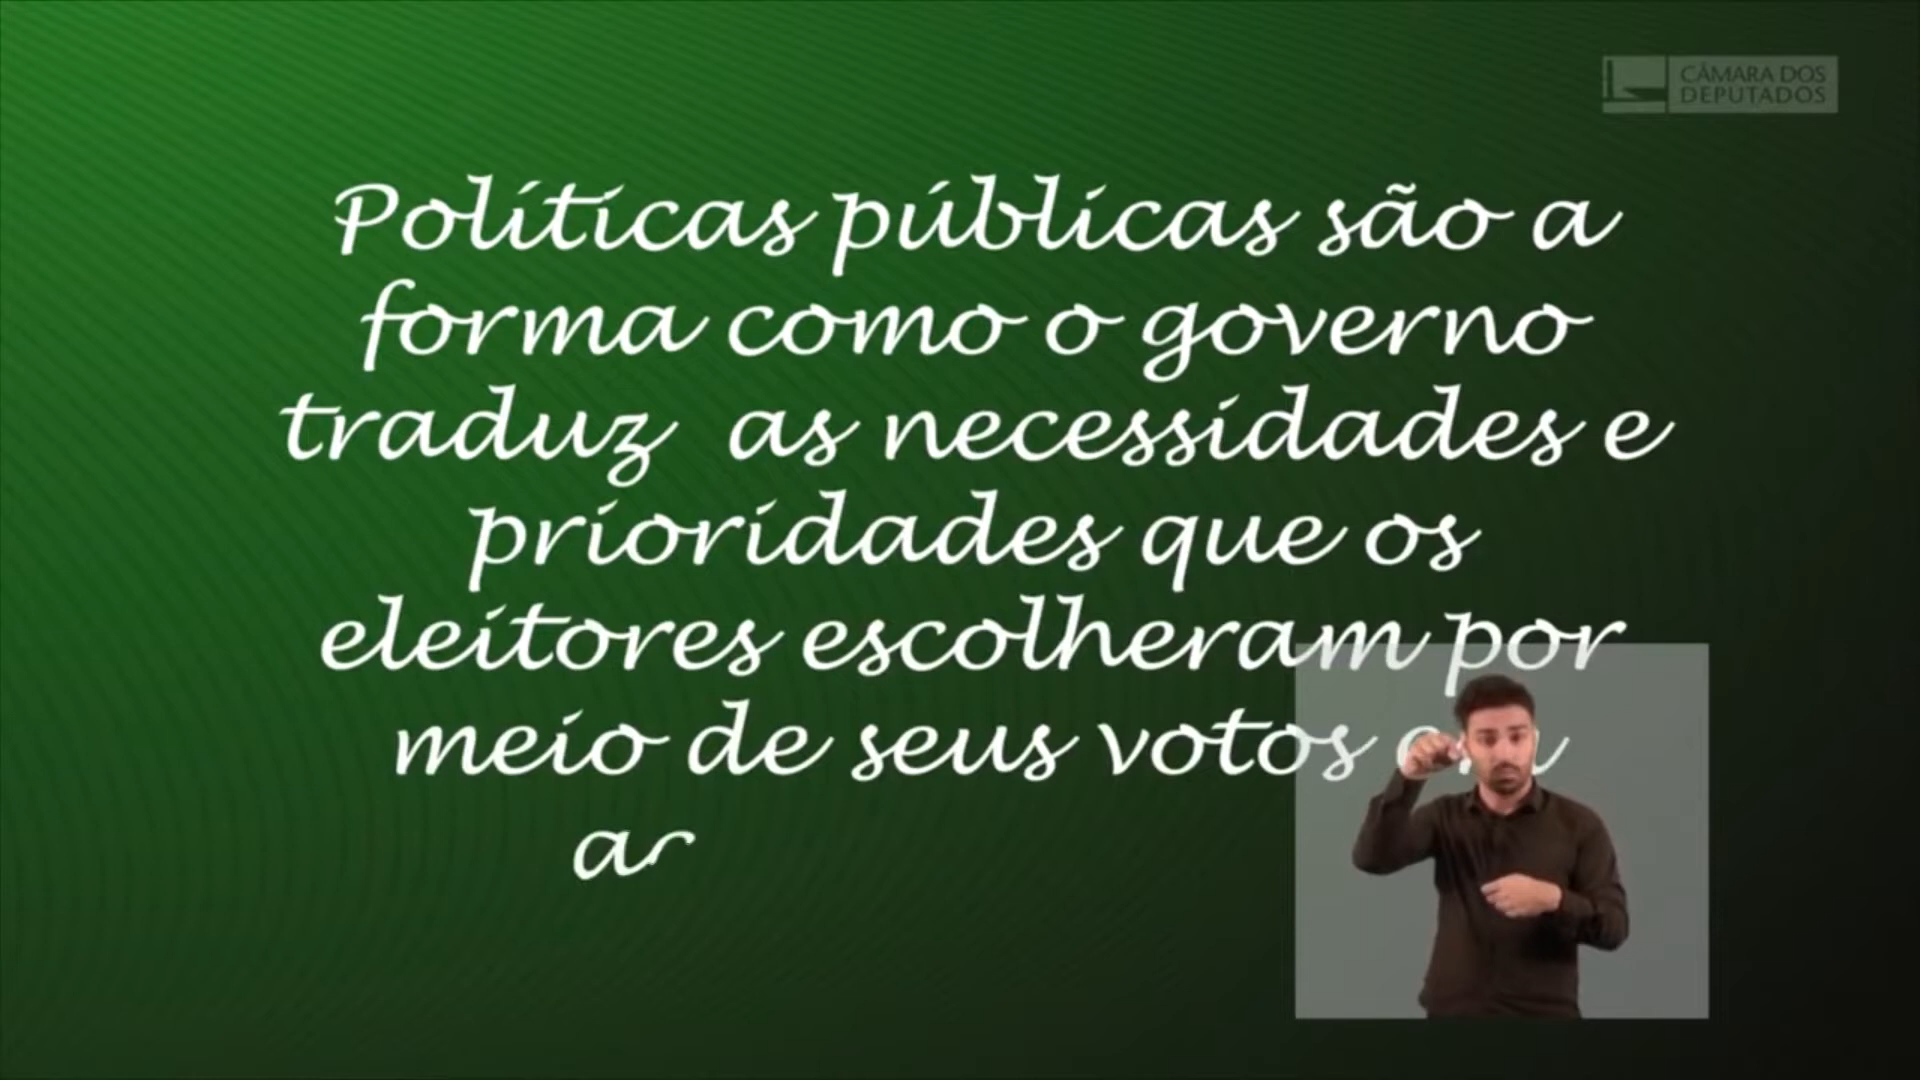 CÂMARA DOS
DEPUTADOS
Políticas públicas são a
forma como o governo
traduz as necessidades e
prioridades que os
eleitores escolheram por
meio de seus votos
ar